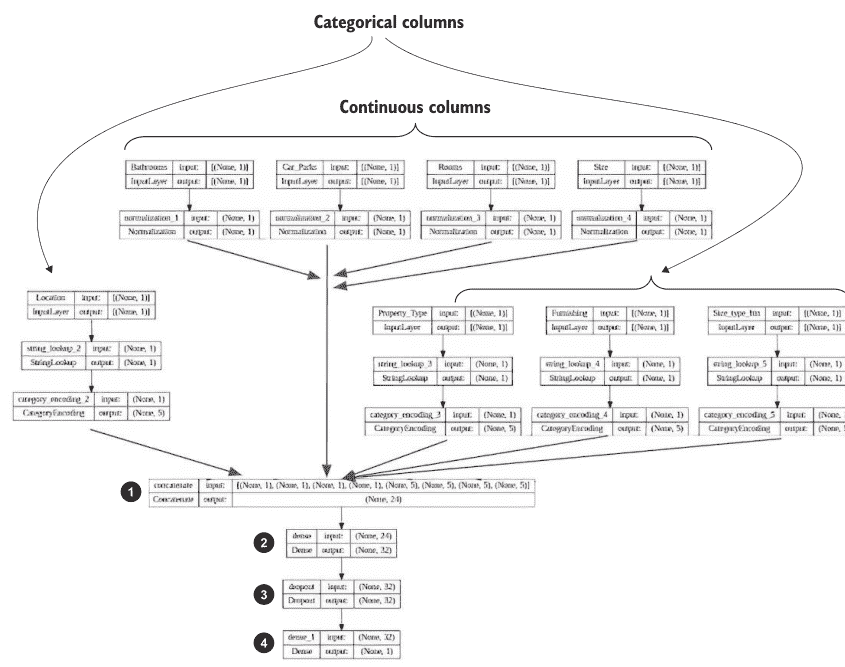 Categorical columns
Continuous columns
Bathrooms input: [(None, 1)]
InputLayer output: [(None, 1)]
Car_Parks input: [(None, 1)]
InputLayer output: [(None, 1)]
Rooms input: [(None, 1)]
InputLayer output: [(None, 1)]
Size input: [(None, 1)]
InputLayer output: [(None, 1)]
normalization_1 input: (None, 1)
Normalization output: (None, 1)
normalization_2 input: (None, 1)
Normalization output: (None, 1)
normalization_3 input: (None, 1)
Normalization output: (None, 1)
normalization_4 input: (None, 1)
Normalization output: (None, 1)
Location input: [(None, 1)]
InputLayer output: [(None, 1)]
Property_Type input: [(None, 1)]
InputLayer output: [(None, 1)]
Furnishing input: [(None, 1)]
InputLayer output: [(None, 1)]
Size_type_bin input: [(None, 1)]
InputLayer output: [(None, 1)]
string_lookup_2 input: (None, 1)
StringLookup output: (None, 1)
string_lookup_3 input: (None, 1)
StringLookup output: (None, 1)
string_lookup_4 input: (None, 1)
StringLookup output: (None, 1)
string_lookup_5 input: (None, 1)
StringLookup output: (None,
category_encoding_2 input: (None, 1)
CategoryEncoding output: (None, 5)
category_encoding_3 input: (None, 1)
CategoryEncoding output: (None, 5)
category_encoding_4 input: (None, 1)
CategoryEncoding output: (None, 5)
category_encoding_5 input: (None,
CategoryEncoding output: (None,
1
concatenate input: [(None, 1), (None, 1), (None, 1), (None, 1), (None, 5), (None, 5), (None, 5), (None, 5)]
Concatenate output: (None, 24)
2
dense input: (None, 24)
Dense output: (None, 32)
3
dropout input: (None, 32)
Dropout output: (None, 32)
4
dense_1 input: (None, 32)
Dense output: (None, 1)